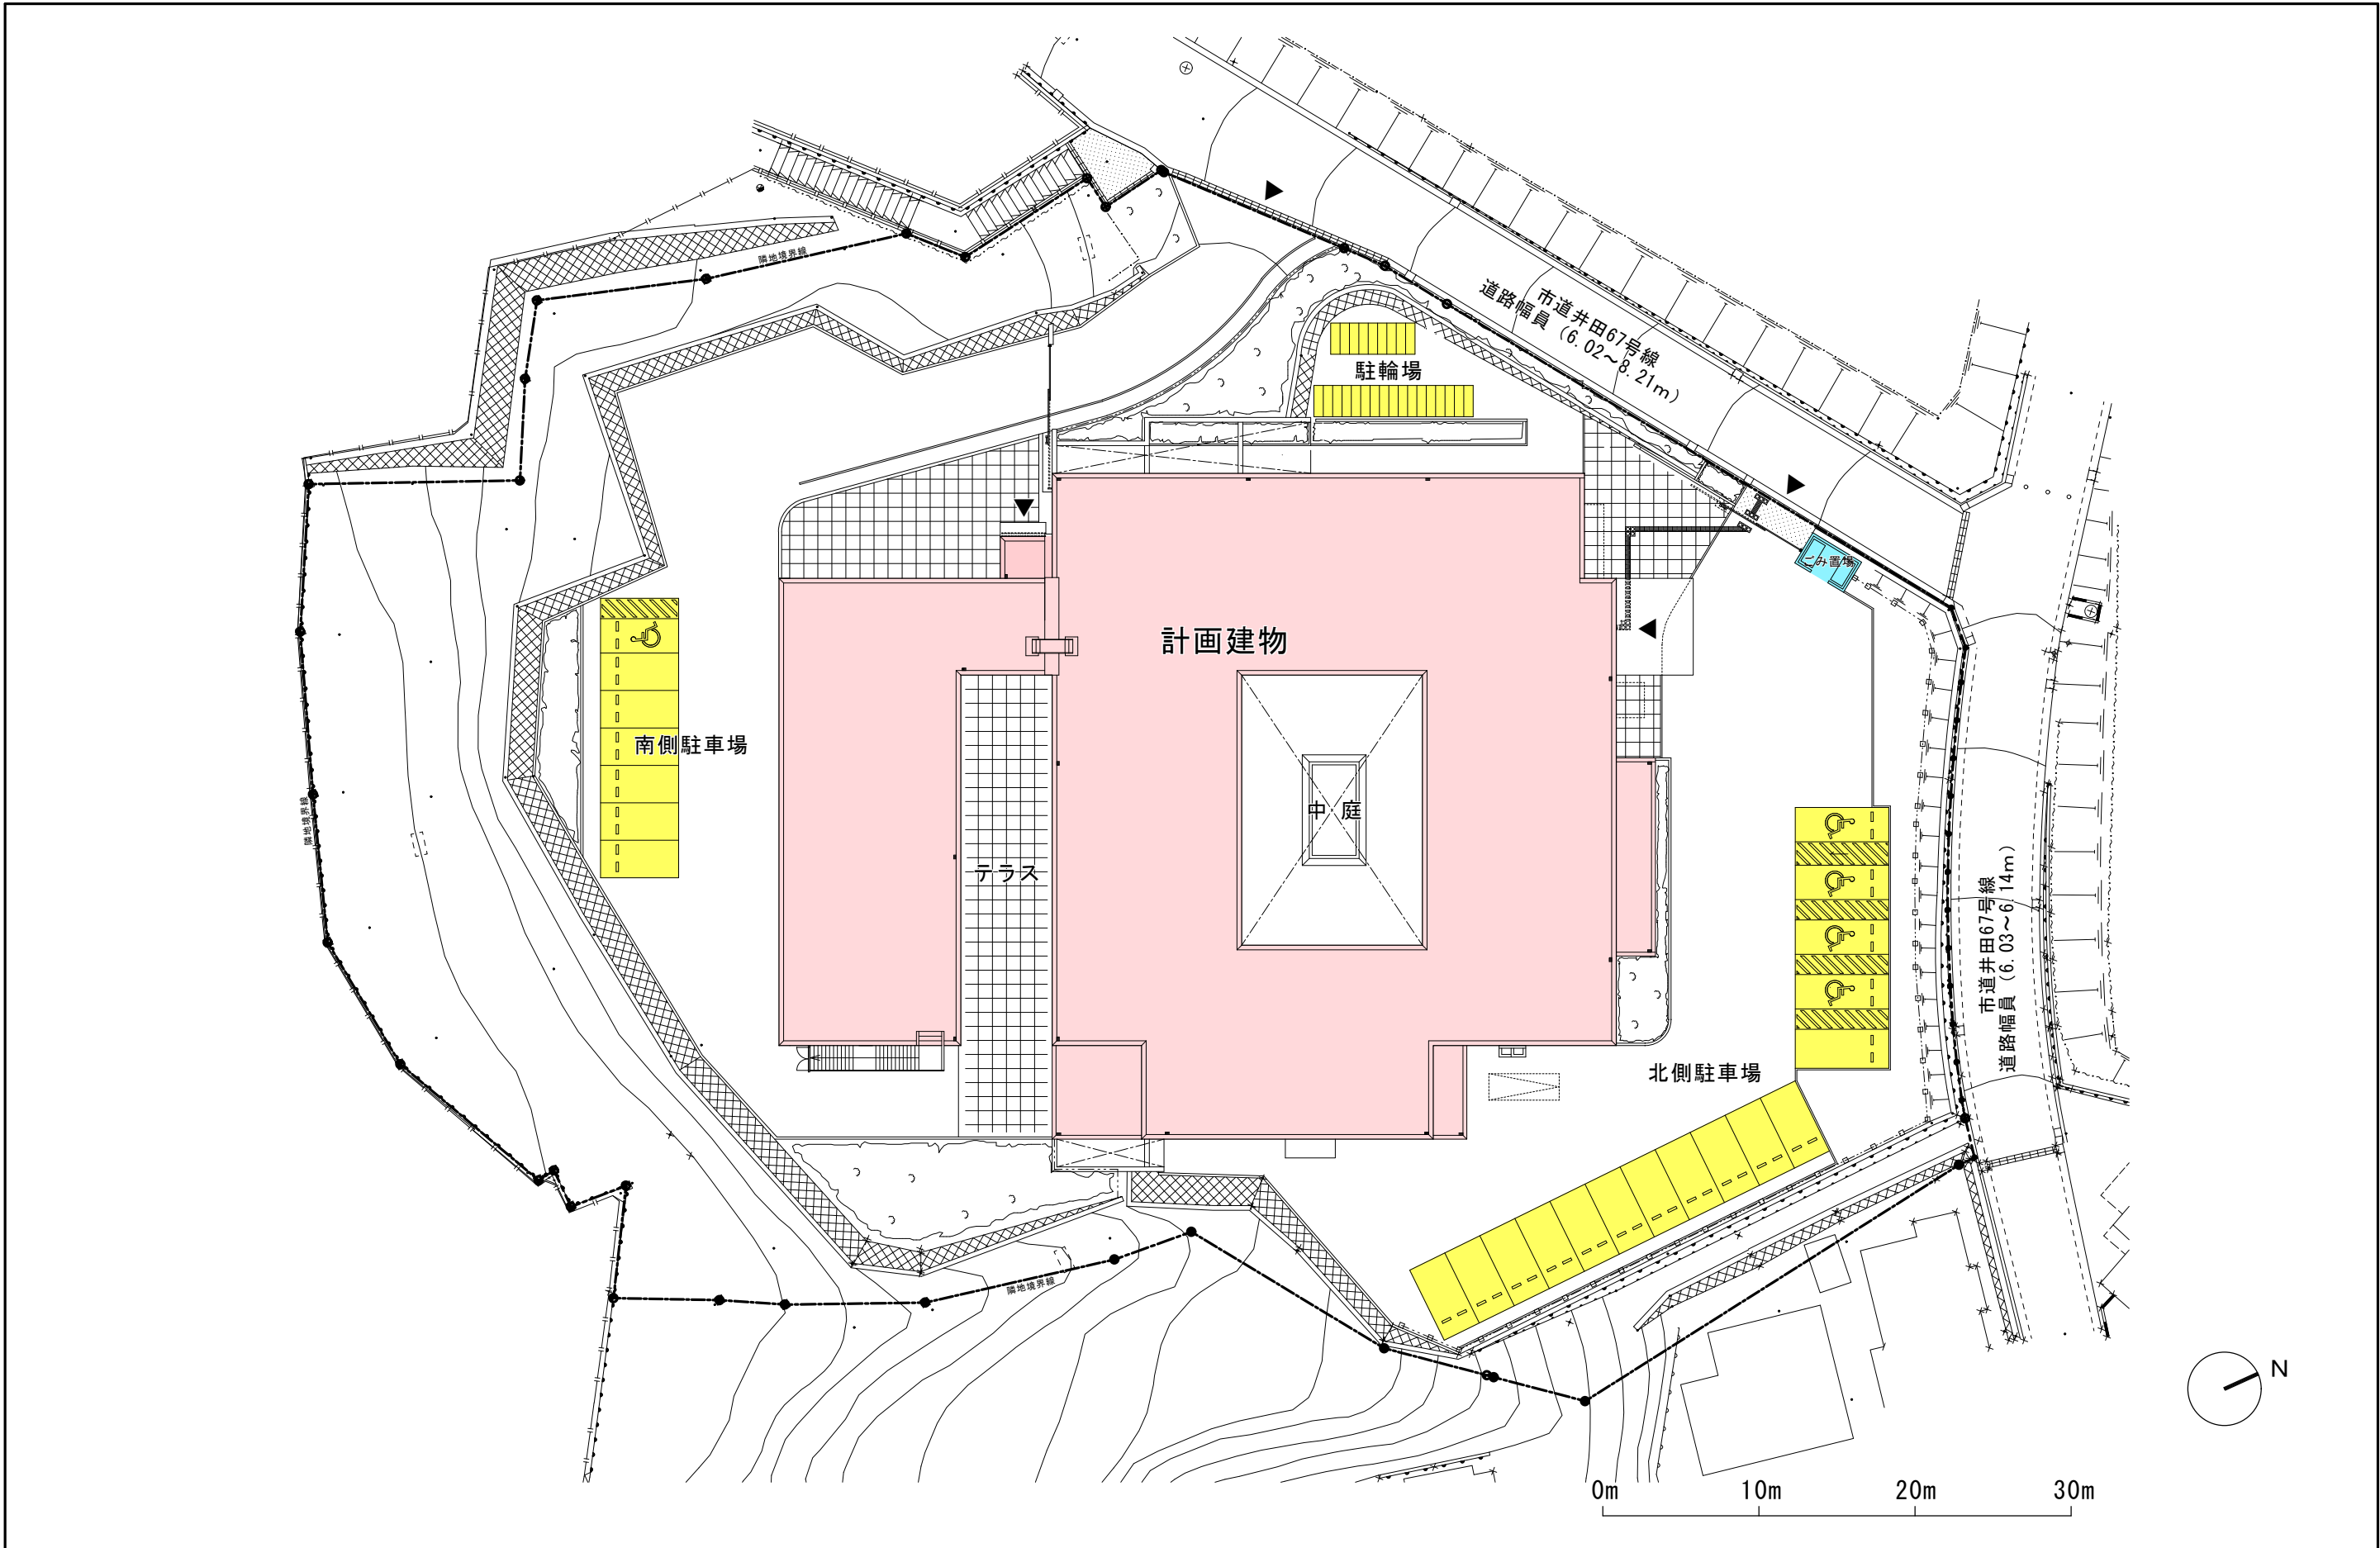 隣地境界線
市道井田67号線
道路幅員（6.02～8.21m）
駐輪場
ごみ置場
計画建物
南側駐車場
中庭
隣地境界線
テラス
市道井田67号線
道路幅員（6.03～6.14m）
北側駐車場
隣地境界線
N
0m 10m 20m 30m